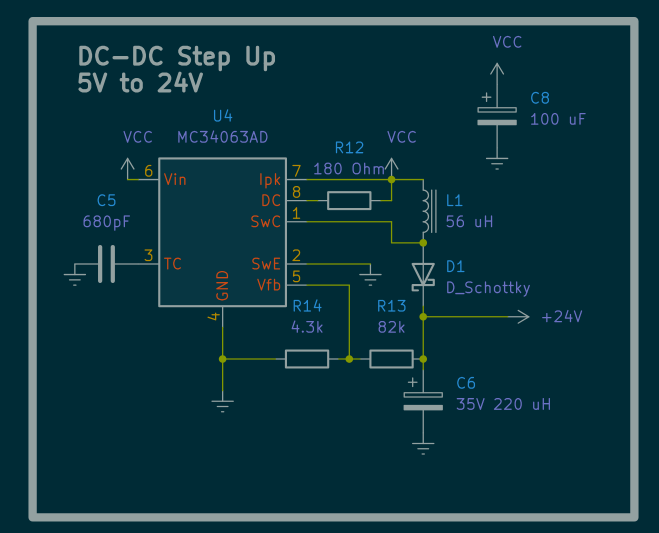 DC-DC Step Up
5V to 24V
VCC
C8
100 uF
U4
MC34063AD
VCC
R12
180 Ohm
VCC
6
Vin
Ipk
7
DC
8
SwC
1
L1
56 uH
C5
680pF
3
TC
SwE
2
Vfb
5
GND
4
D1
D_Schottky
R14
4.3k
R13
82k
+24V
C6
35V 220 uH